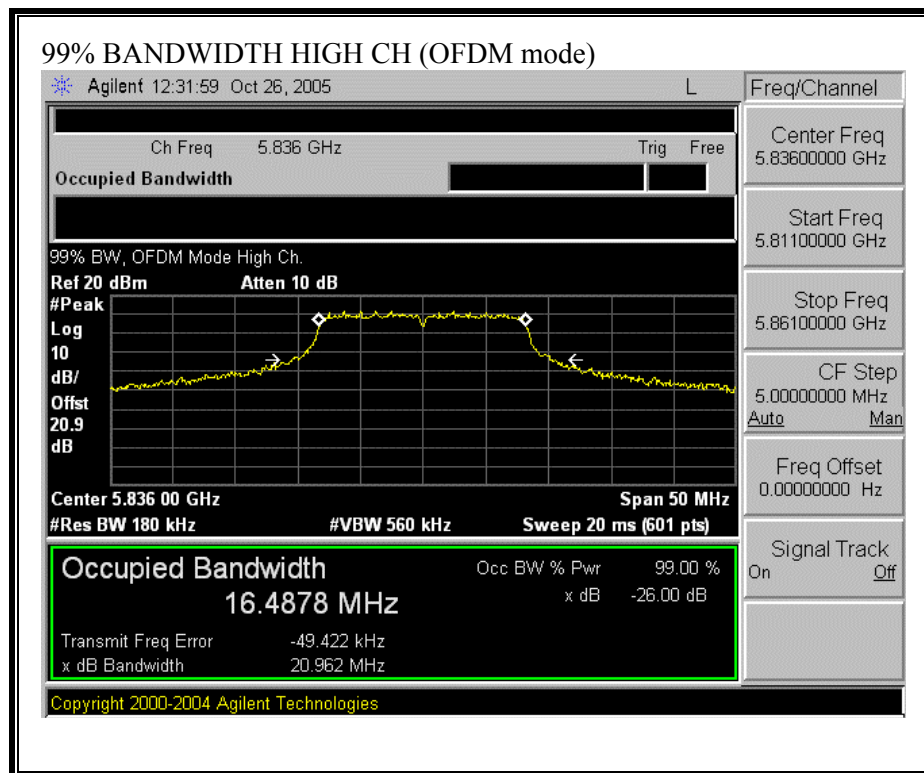 99% BANDWIDTH HIGH CH (OFDM mode)
Agilent 12:31:59 Oct 26, 2005 L
Freq/Channel
Ch Freq 5.836 GHz Trig Free
Occupied Bandwidth
Center Freq
5.83600000 GHz
Start Freq
5.81100000 GHz
99% BW, OFDM Mode High Ch.
Ref 20 dBm Atten 10 dB
#Peak
Log
10
dB/
Offst
20.9
dB
Stop Freq
5.86100000 GHz
CF Step
5.00000000 MHz
Auto Man
Freq Offset
0.00000000 Hz
Center 5.836 00 GHz Span 50 MHz
#Res BW 180 kHz #VBW 560 kHz Sweep 20 ms (601 pts)
Signal Track
On Off
Occupied Bandwidth
16.4878 MHz
Occ BW % Pwr 99.00 %
x dB -26.00 dB
Transmit Freq Error -49.422 kHz
x dB Bandwidth 20.962 MHz
Copyright 2000-2004 Agilent Technologies